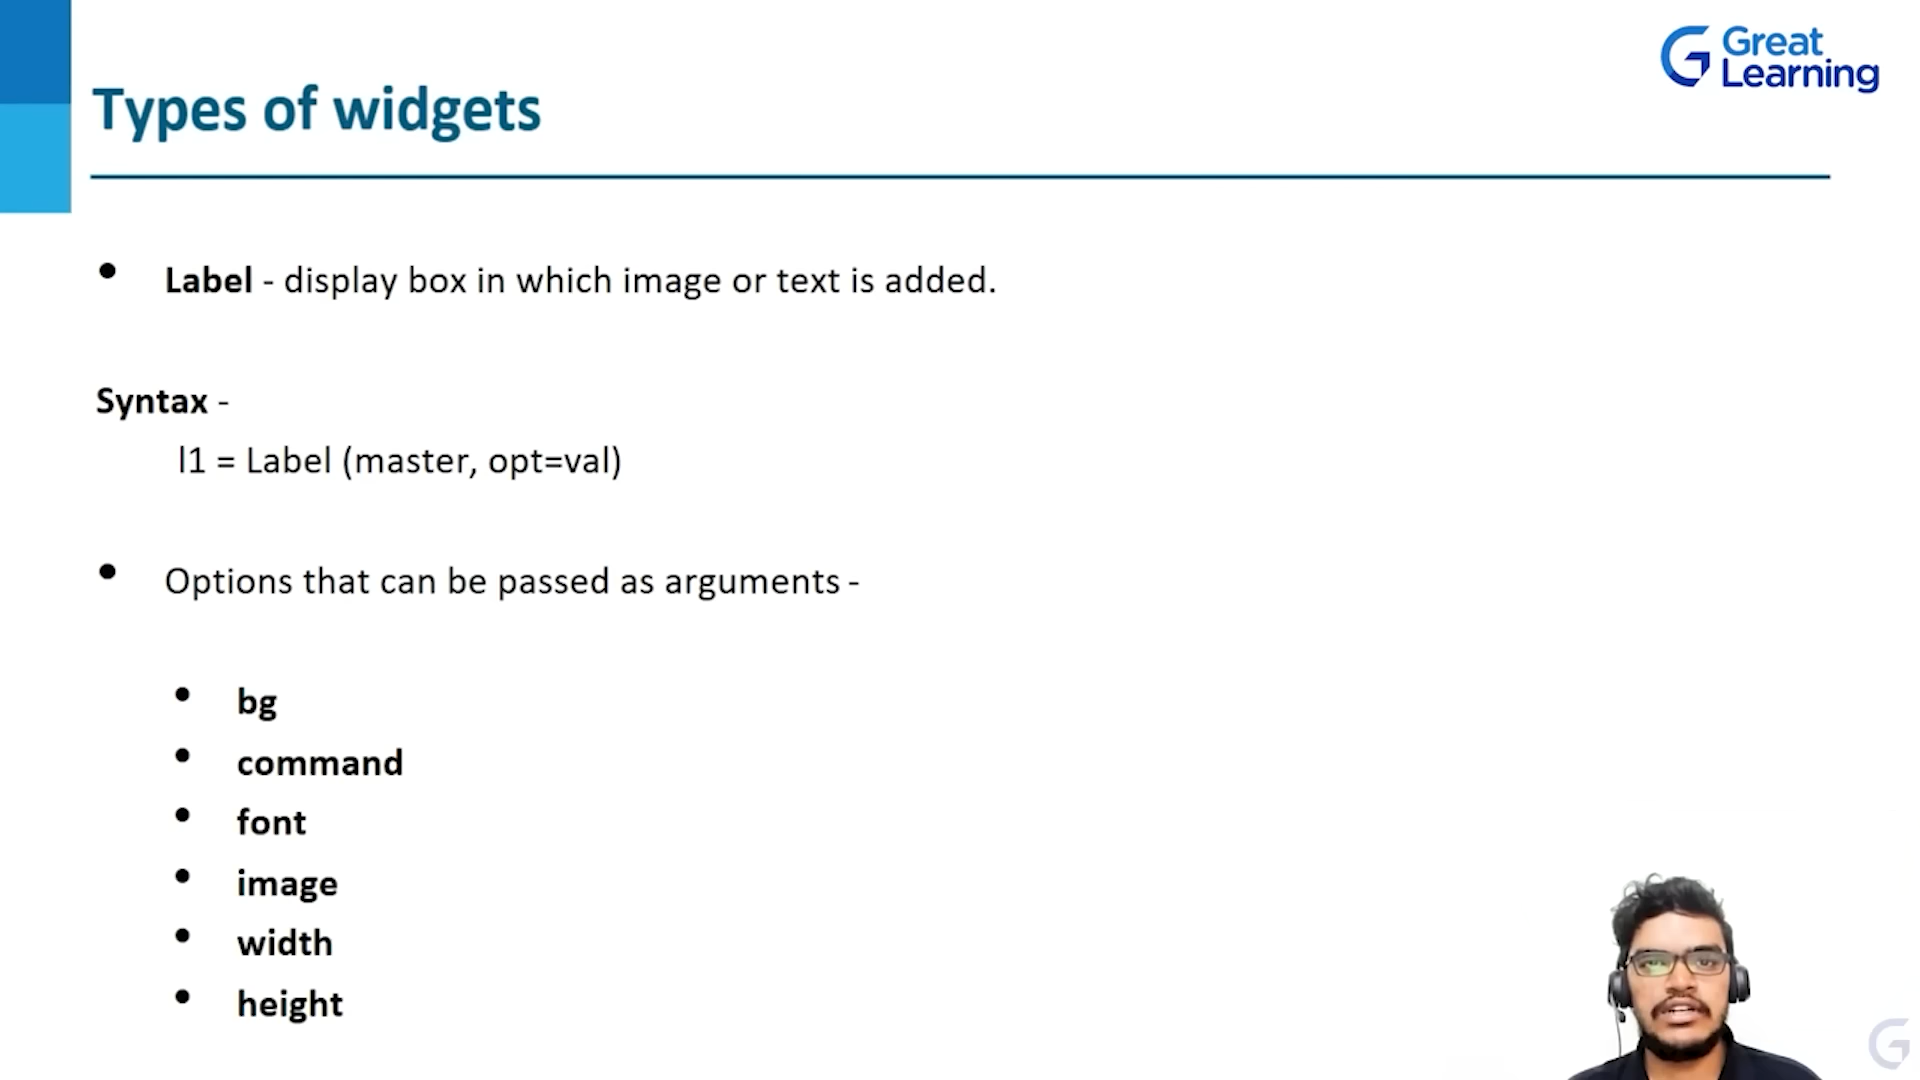 Great
Learning
Types of widgets
• Label - display box in which image or text is added.
Syntax -
l1 = Label (master, opt=val)
• Options that can be passed as arguments -
• bg
• command
• font
• image
• width
• height